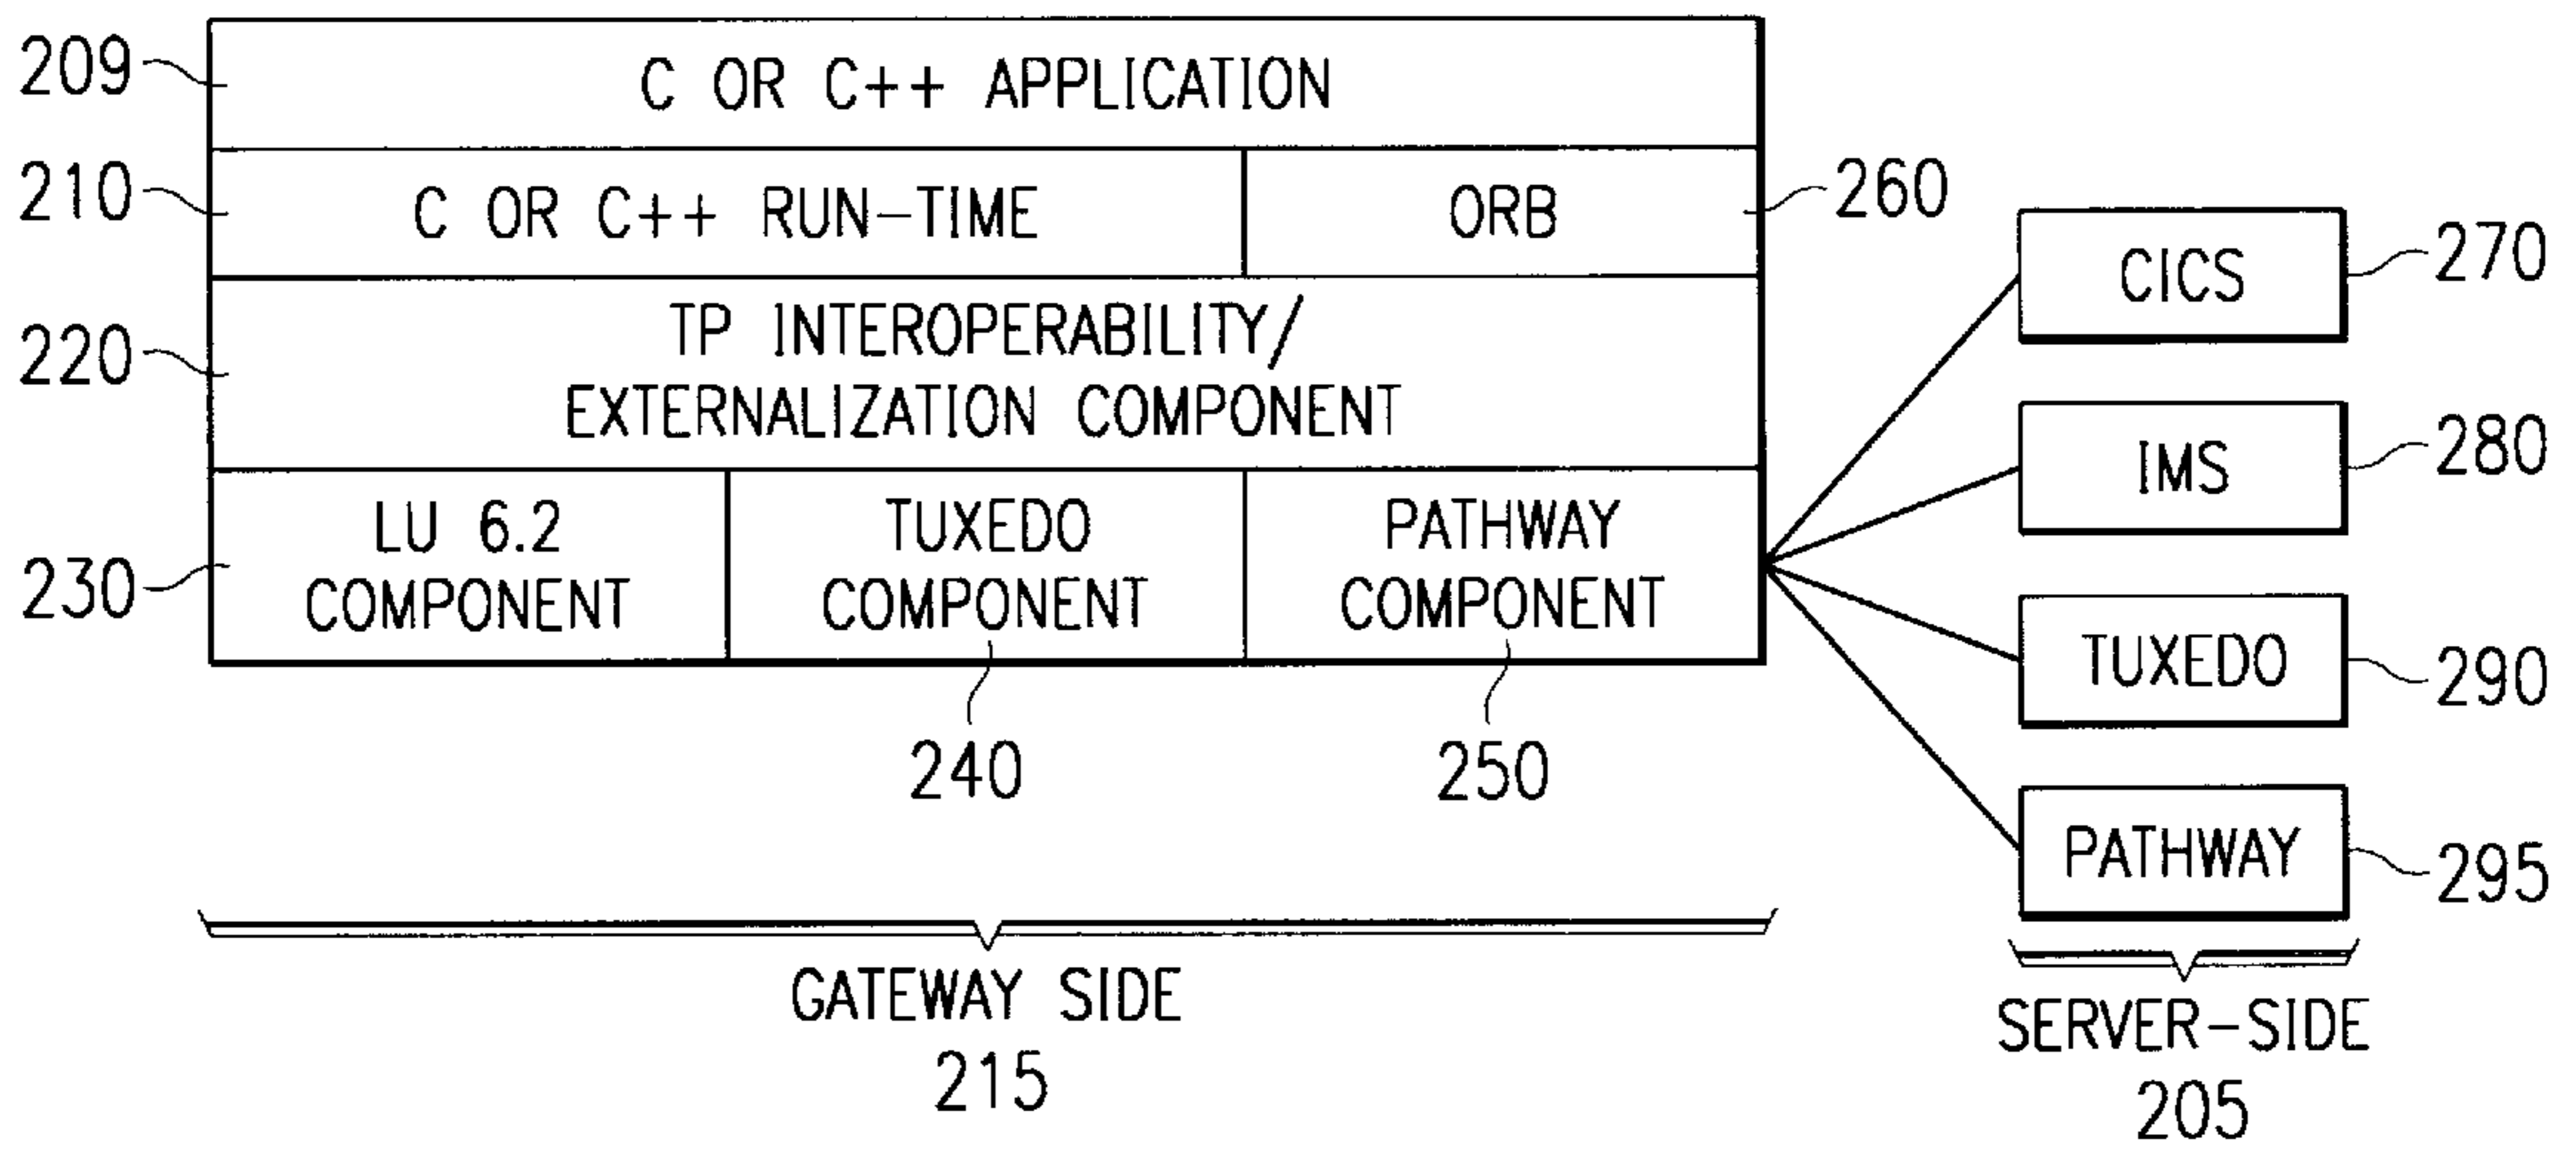 209
C OR C++ APPLICATION
210
C OR C++ RUN-TIME
ORB
260
220
TP INTEROPERABILITY/
EXTERNALIZATION COMPONENT
230
LU 6.2
COMPONENT
TUXEDO
COMPONENT
PATHWAY
COMPONENT
240
250
CICS
270
IMS
280
TUXEDO
290
PATHWAY
295
GATEWAY SIDE
215
SERVER-SIDE
205